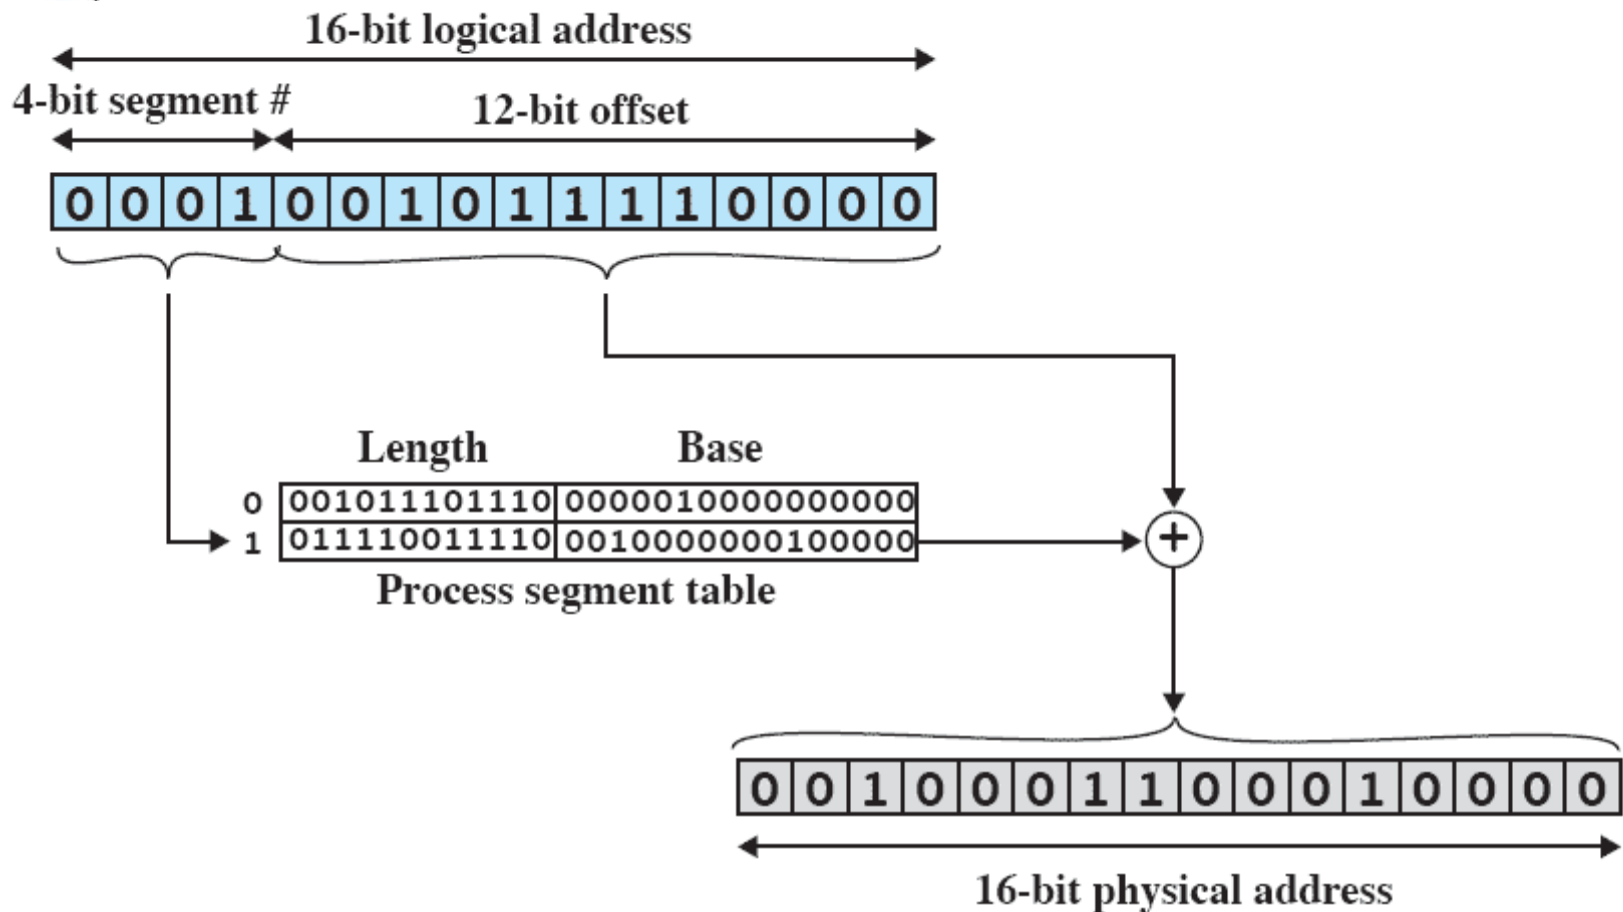 16-bit logical address
4-bit segment #
12-bit offset
0 0 0 1 0 0 1 0 1 1 1 1 0 0 0 0
Length Base
0 001011101110 0000010000000000
1 011110011110 0010000000100000
+
Process segment table
0 0 1 0 0 0 1 1 0 0 0 1 0 0 0 0
16-bit physical address